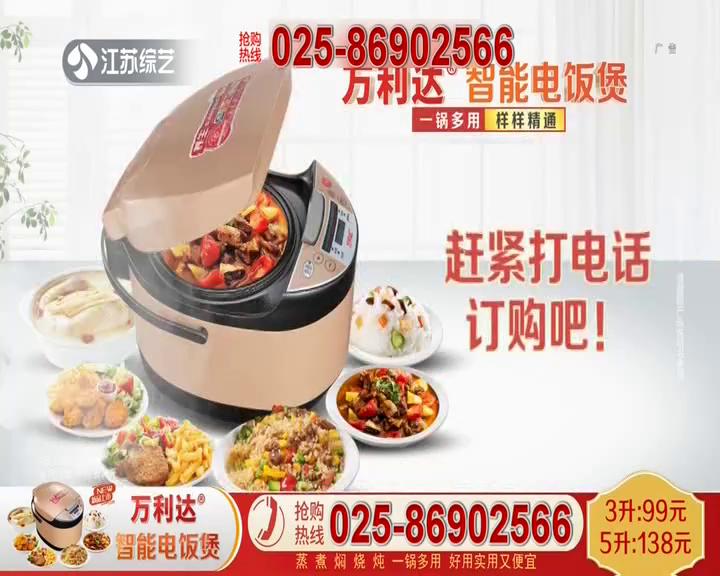 江苏综艺
抢购热线
025-86902566
广告
万利达®智能电饭煲
一锅多用 样样精通
赶紧打电话
订购吧！
NEW
万利达®
智能电饭煲
抢购热线
025-86902566
蒸 煮 焖 烧 炖 一锅多用 好用实用又便宜
3升:99元
5升:138元